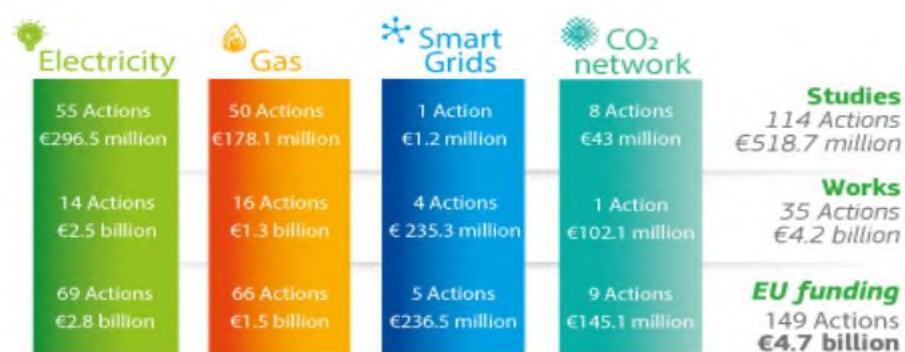 Electricity
Gas
Smart
Grids
CO₂
network
55 Actions
€296.5 million
50 Actions
€178.1 million
1 Action
€1.2 million
8 Actions
€43 million
Studies
114 Actions
€518.7 million
14 Actions
€2.5 billion
16 Actions
€1.3 billion
4 Actions
€ 235.3 million
1 Action
€102.1 million
Works
35 Actions
€4.2 billion
69 Actions
€2.8 billion
66 Actions
€1.5 billion
5 Actions
€236.5 million
9 Actions
€145.1 million
EU funding
149 Actions
€4.7 billion